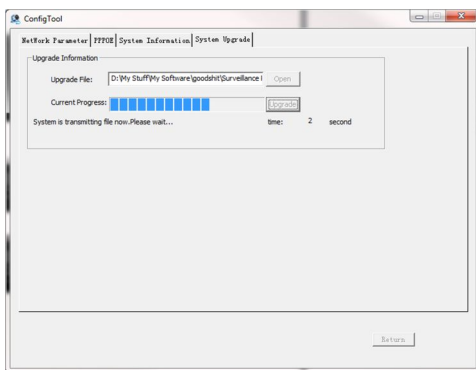 ConfigTool
NetWork Parameter PPPOE System Information System Upgrade
Upgrade Information
Upgrade File: D:\My Stuff\My Software\goodshit\Surveillance Open
Current Progress: Upgrade
System is transmitting file now.Please wait... time: 2 second
Return